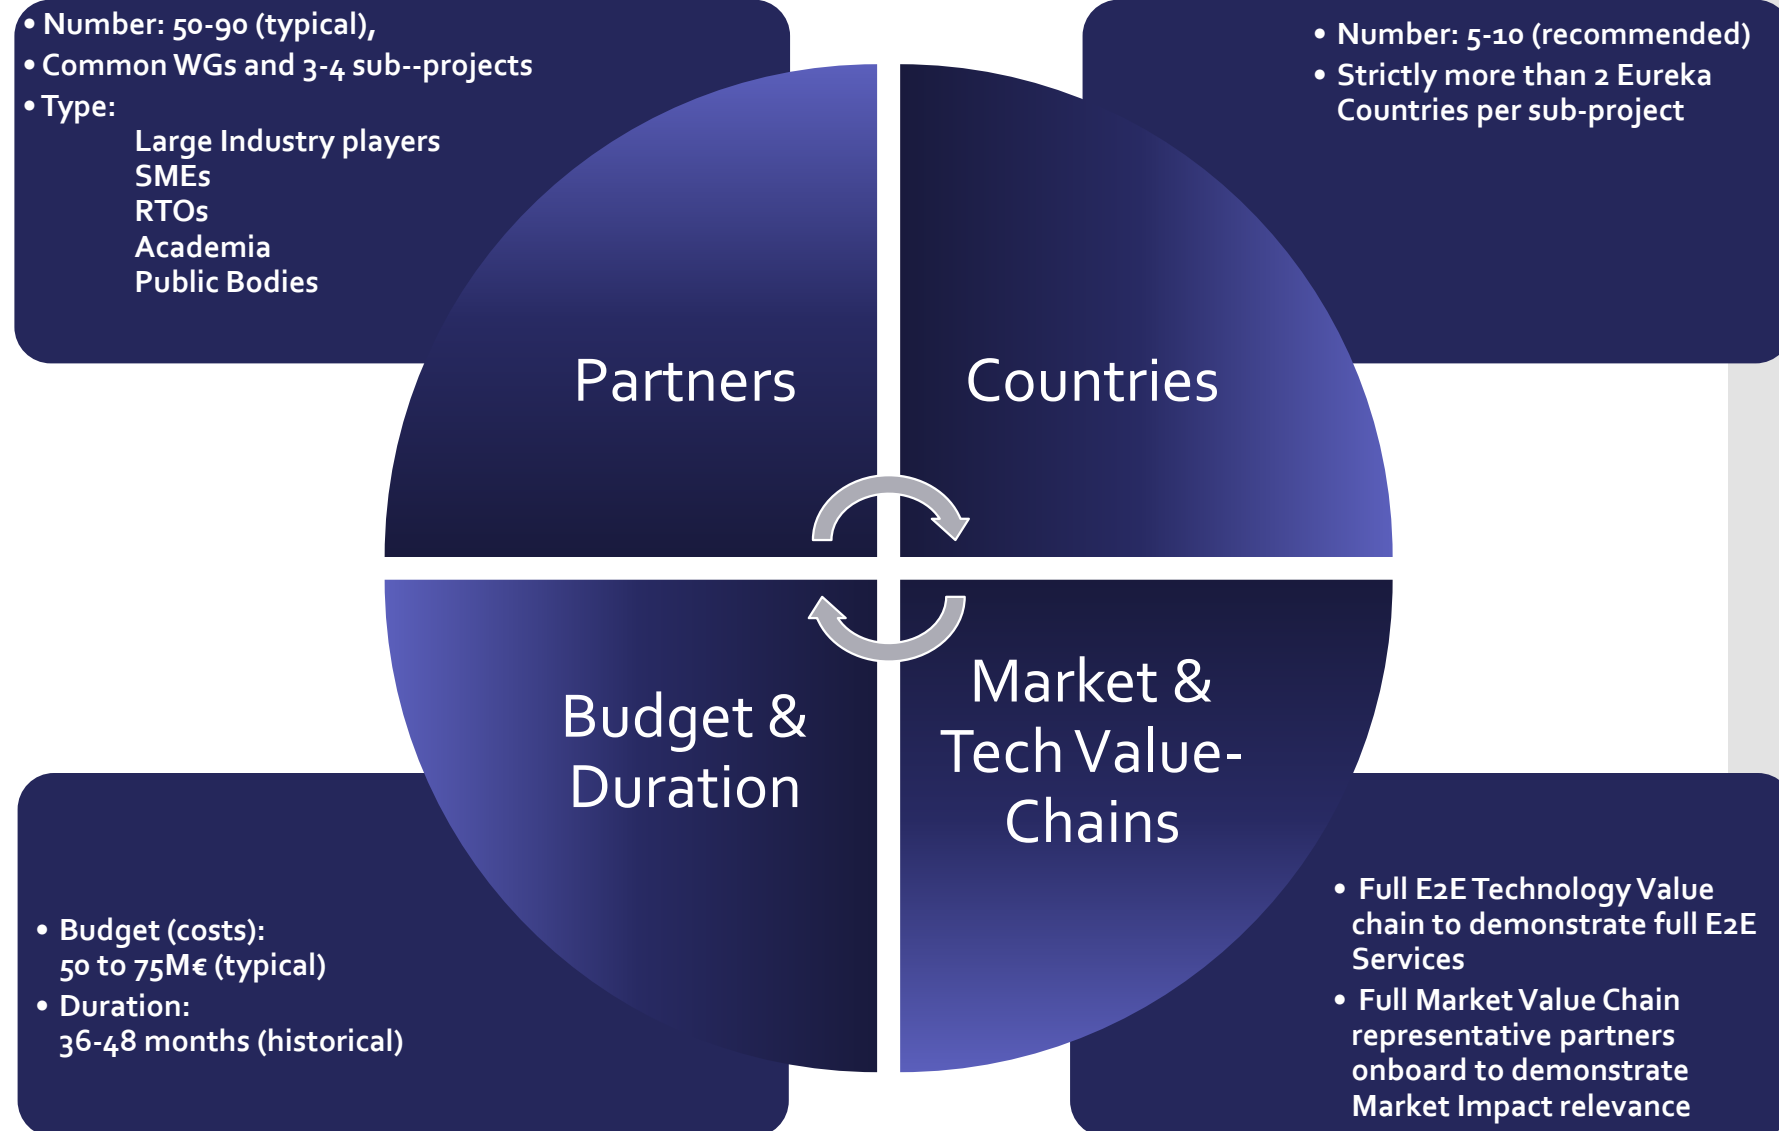 • Number: 50-90 (typical),
• Common WGs and 3-4 sub--projects
• Type:
Large Industry players
SMEs
RTOs
Academia
Public Bodies
• Number: 5-10 (recommended)
• Strictly more than 2 Eureka
Countries per sub-project
Partners
Countries
Budget &
Duration
Market &
Tech Value-
Chains
• Budget (costs):
50 to 75M€ (typical)
• Duration:
36-48 months (historical)
• Full E2E Technology Value
chain to demonstrate full E2E
Services
• Full Market Value Chain
representative partners
onboard to demonstrate
Market Impact relevance